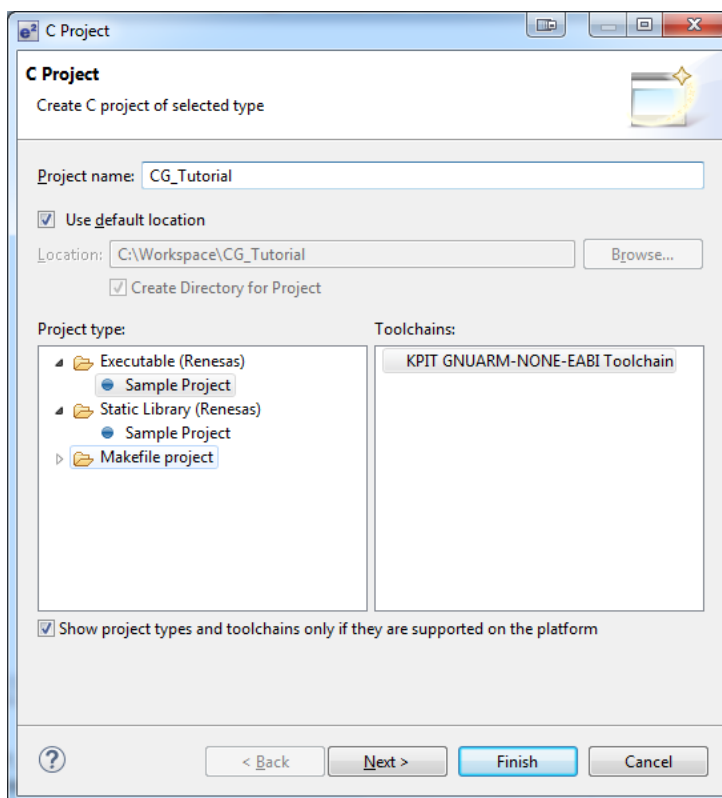 e² C Project
C Project
Create C project of selected type
Project name: CG_Tutorial
Use default location
Location: C:\Workspace\CG_Tutorial Browse...
Create Directory for Project
Project type: Toolchains:
Executable (Renesas) KPIT GNUARM-NONE-EABI Toolchain
Sample Project
Static Library (Renesas)
Sample Project
Makefile project
Show project types and toolchains only if they are supported on the platform
? < Back Next > Finish Cancel